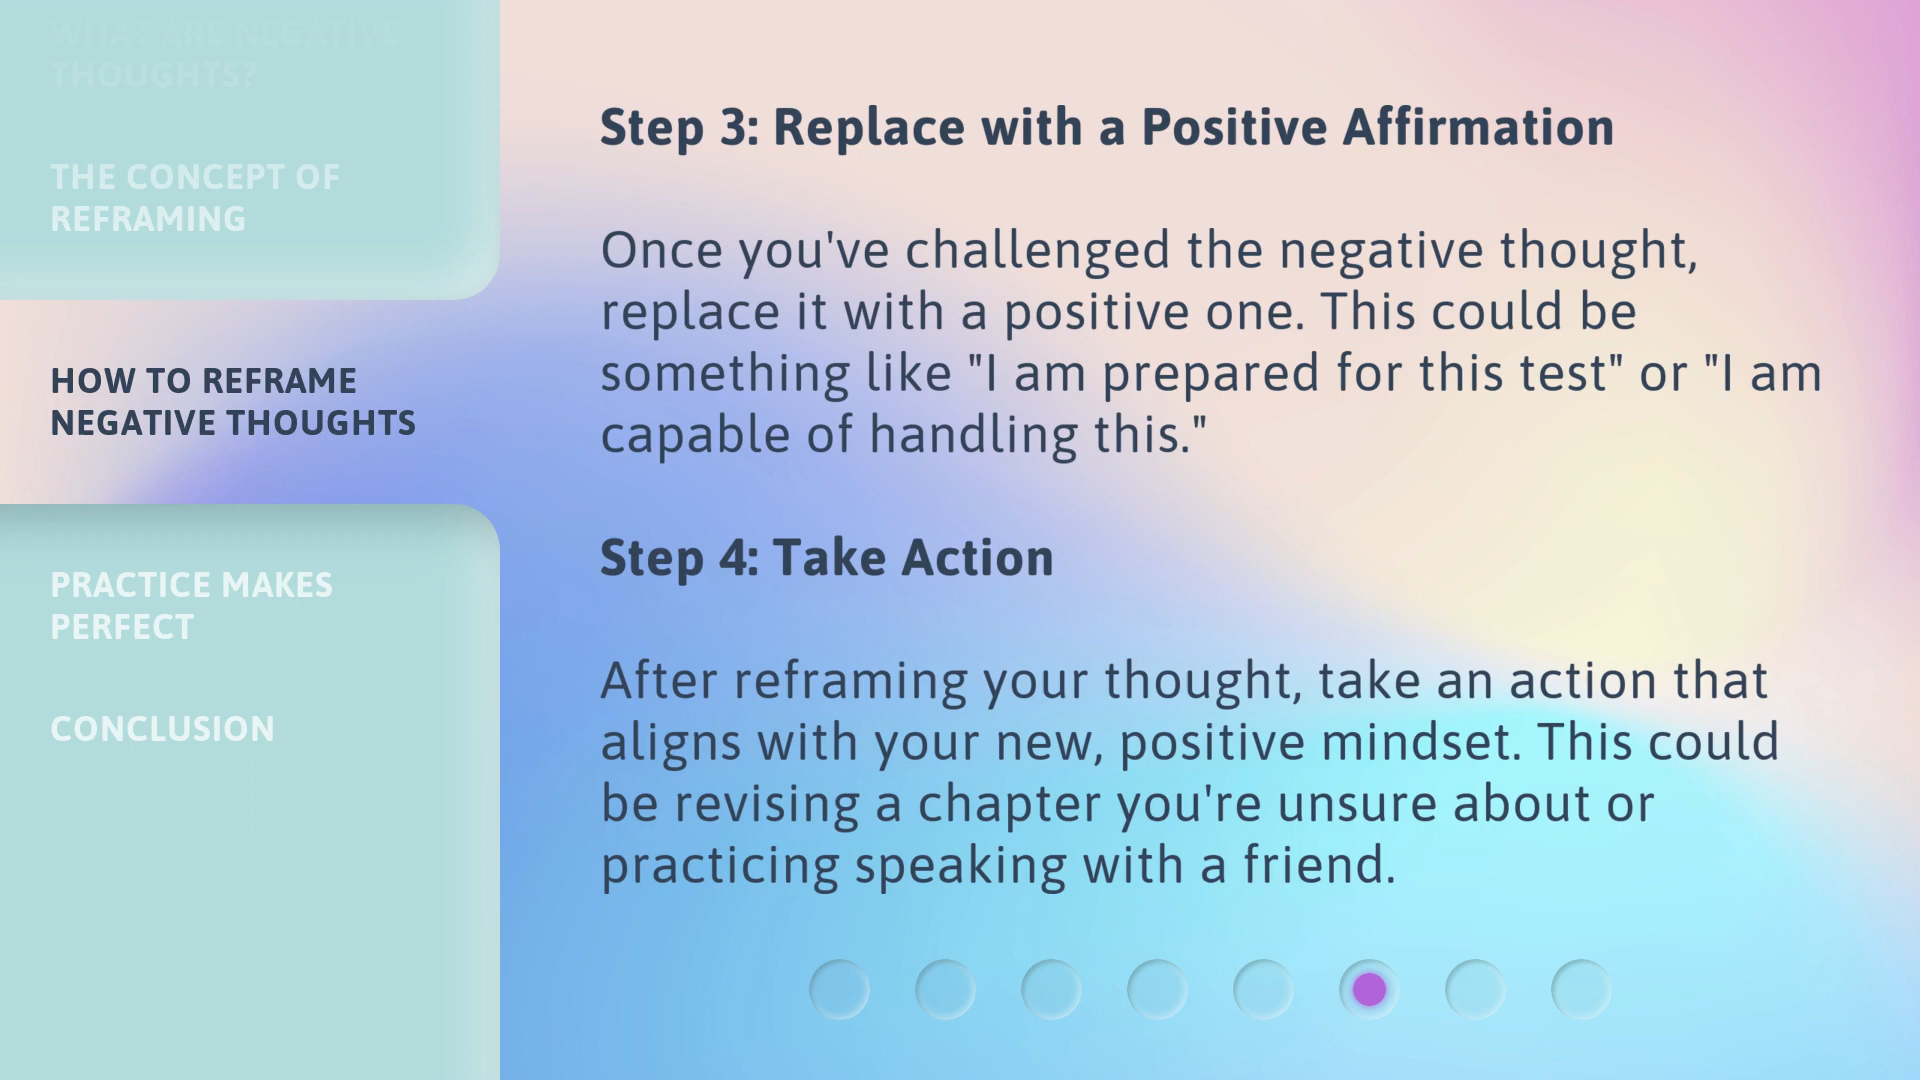 WHAT ARE NEGATIVE
THOUGHTS?
THE CONCEPT OF
REFRAMING
HOW TO REFRAME
NEGATIVE THOUGHTS
PRACTICE MAKES
PERFECT
CONCLUSION
Step 3: Replace with a Positive Affirmation
Once you've challenged the negative thought,
replace it with a positive one. This could be
something like "I am prepared for this test" or "I am
capable of handling this."
Step 4: Take Action
After reframing your thought, take an action that
aligns with your new, positive mindset. This could
be revising a chapter you're unsure about or
practicing speaking with a friend.